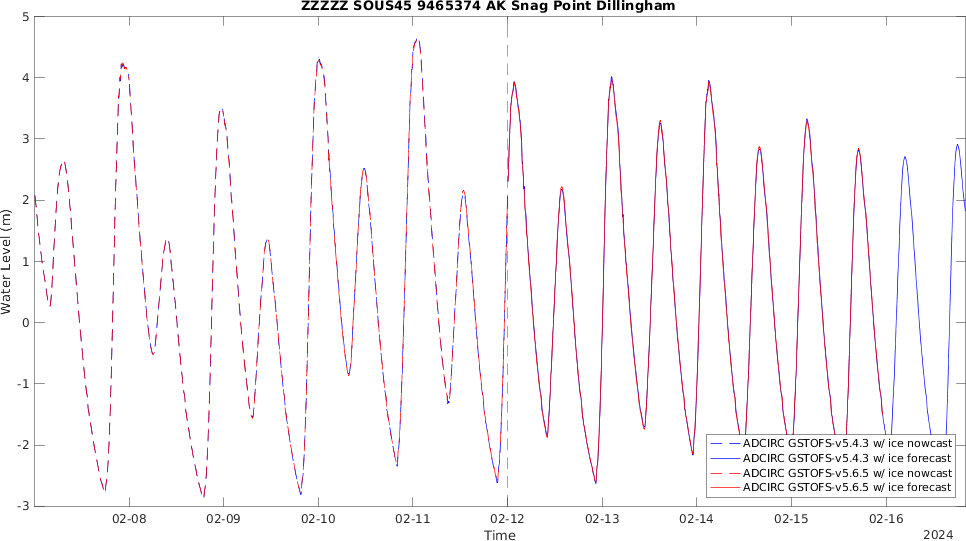 ZZZZZ SOUS45 9465374 AK Snag Point Dillingham
5
4
3
2
1
0
-1
-2
-3
Water Level (m)
ADCIRC GSTOFS-v5.4.3 w/ ice nowcast
ADCIRC GSTOFS-v5.4.3 w/ ice forecast
ADCIRC GSTOFS-v5.6.5 w/ ice nowcast
ADCIRC GSTOFS-v5.6.5 w/ ice forecast
02-08 02-09 02-10 02-11 02-12 02-13 02-14 02-15 02-16
Time
2024